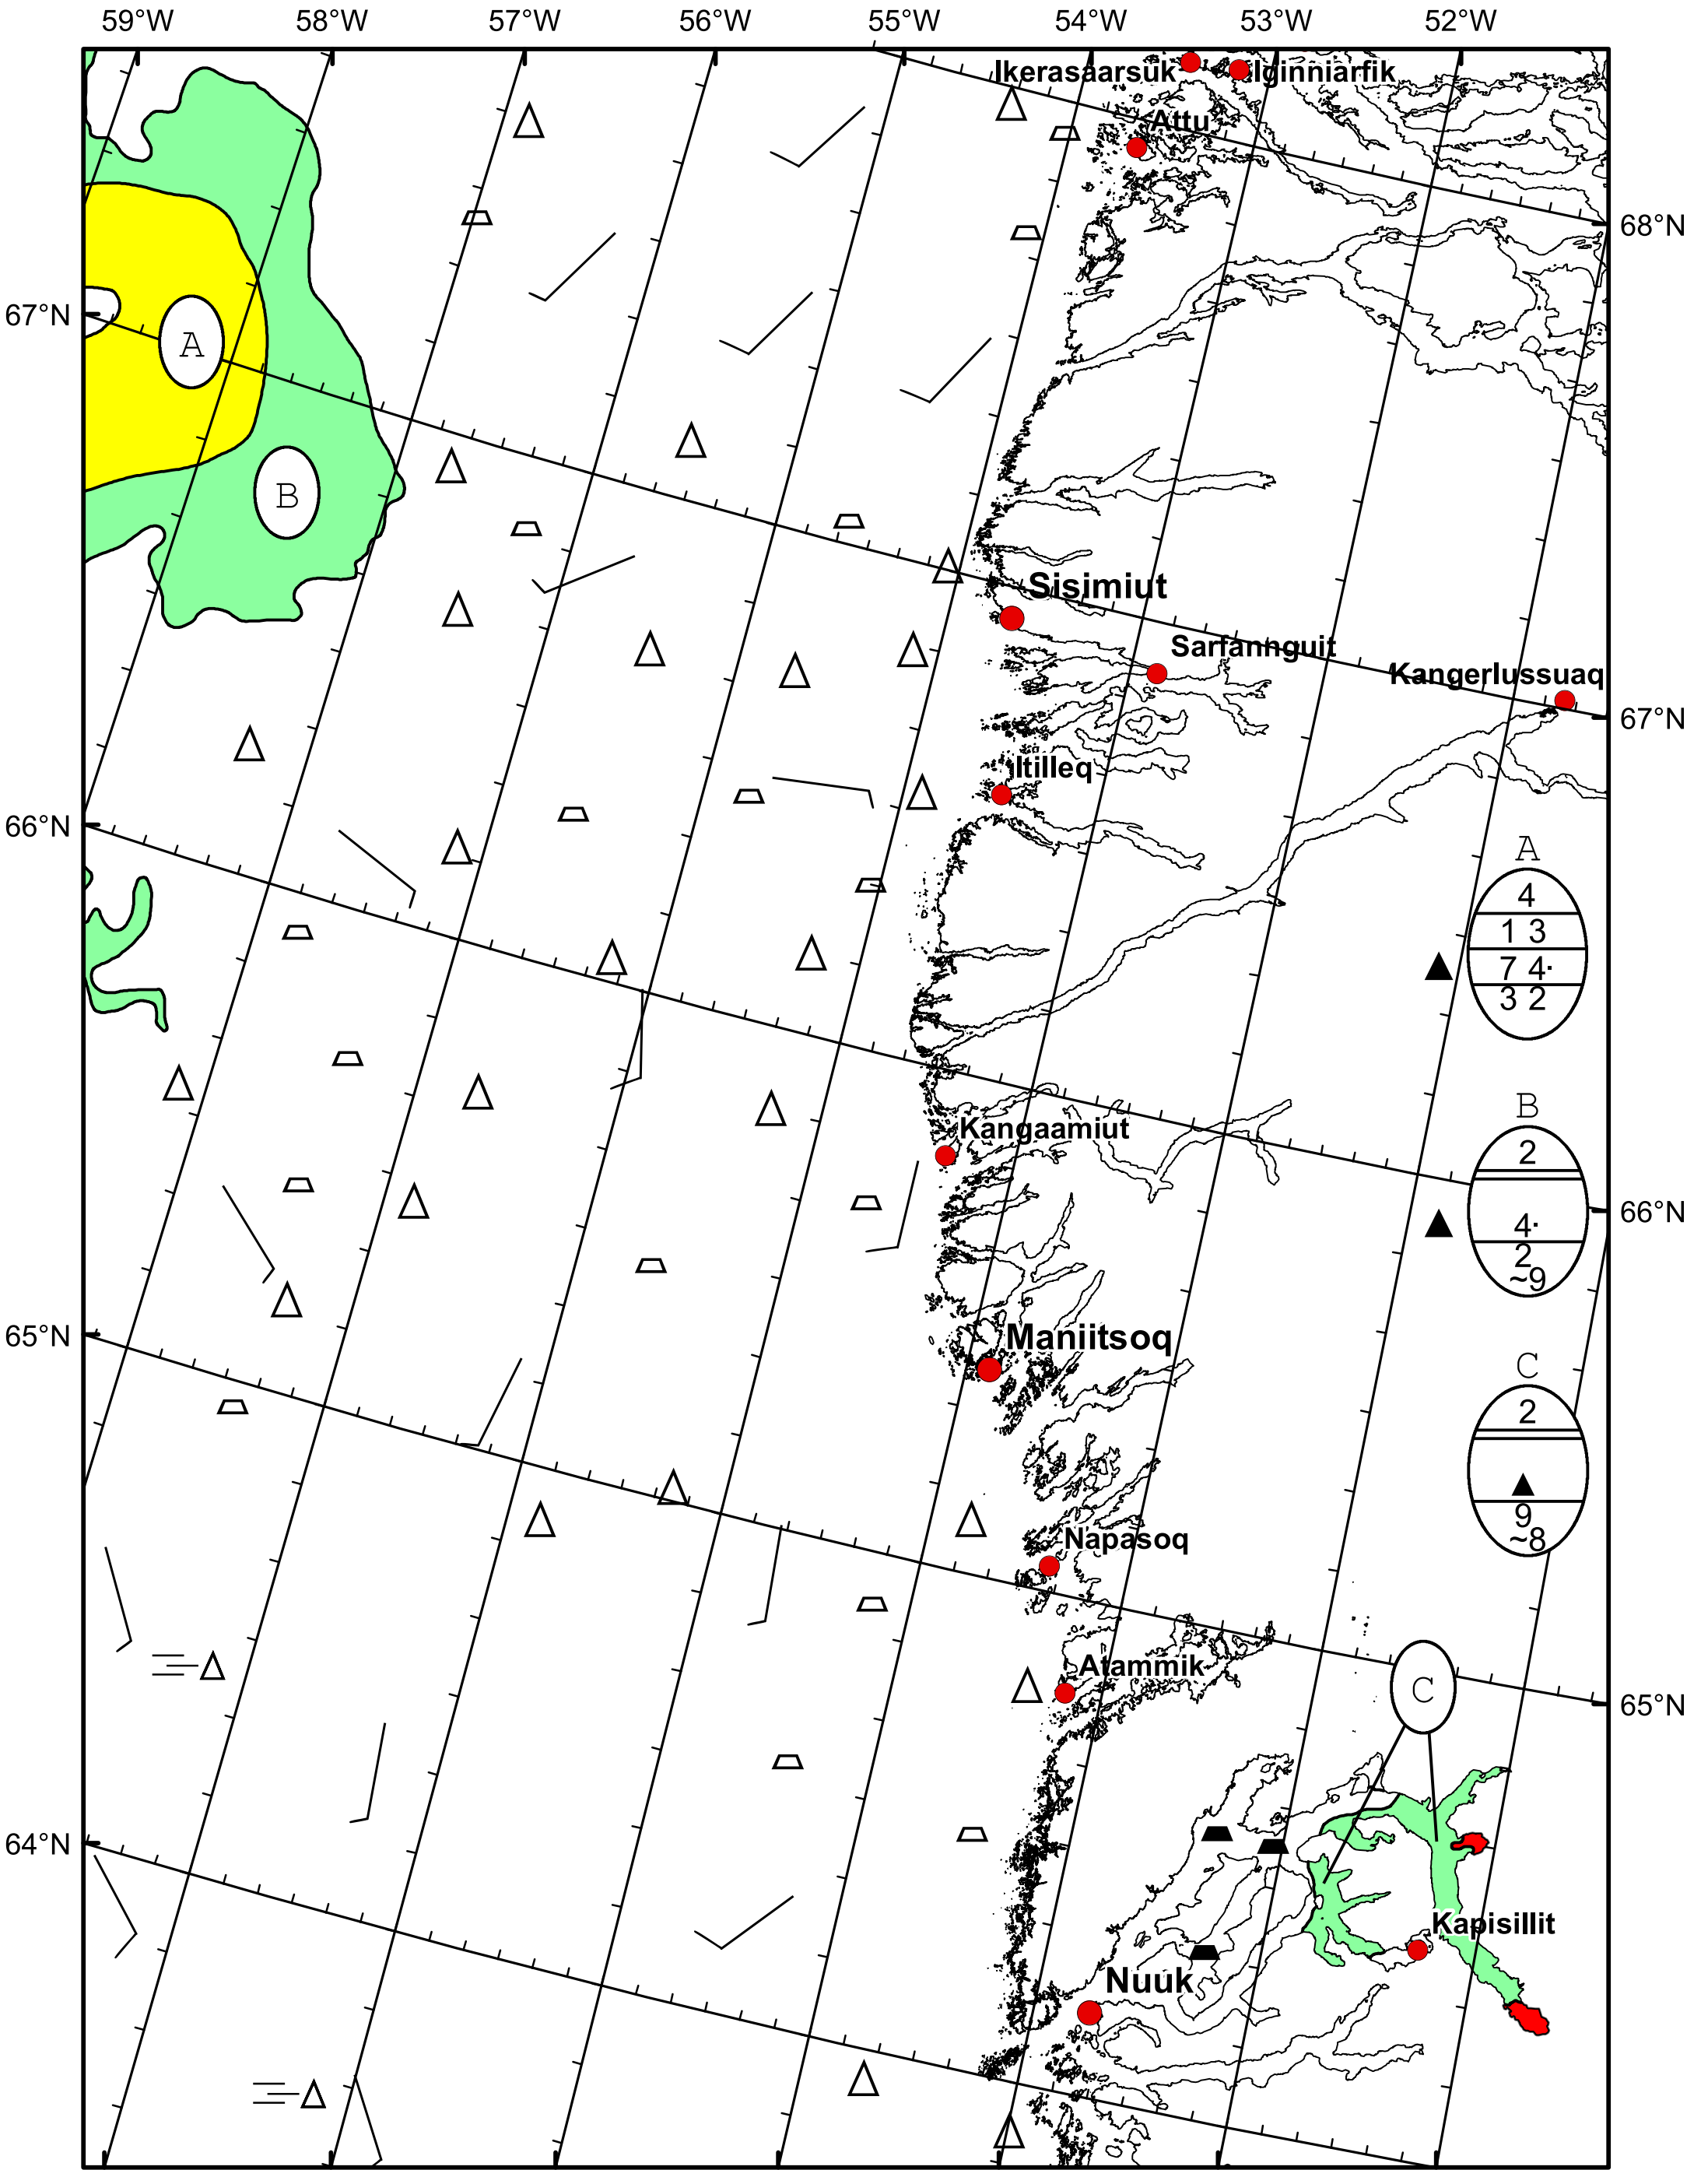 59°W 58°W 57°W 56°W 55°W 54°W 53°W 52°W
Ikerasaarsuk Iginniarfik
Attu
68°N
67°N
A
B
Sisimiut
Sarfannguit
Kangerlussuaq
67°N
Itilleq
66°N
A
4
1 3
7 4·
3 2
B
Kangaamiut
2
66°N
4·
2
~9
65°N
Maniitsoq
C
2
9
~8
Napasoq
Atammik
C
65°N
64°N
Kapisillit
Nuuk